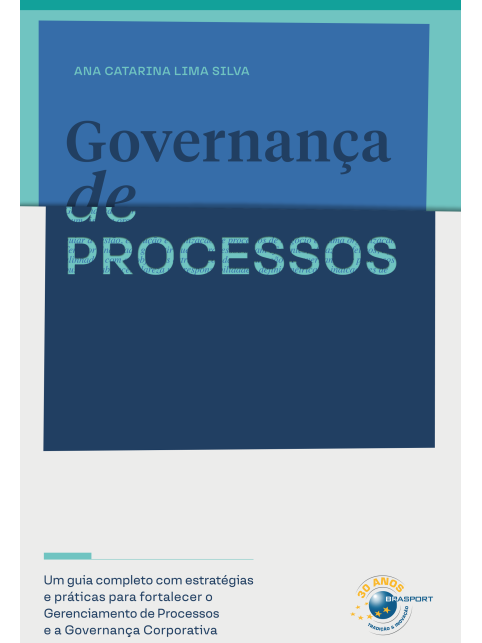 ANA CATARINA LIMA SILVA
Governança
de
PROCESSOS
Um guia completo com estratégias
e práticas para fortalecer o
Gerenciamento de Processos
e a Governança Corporativa
30 ANOS
BRASPORT
TRADIÇÃO E INOVAÇÃO